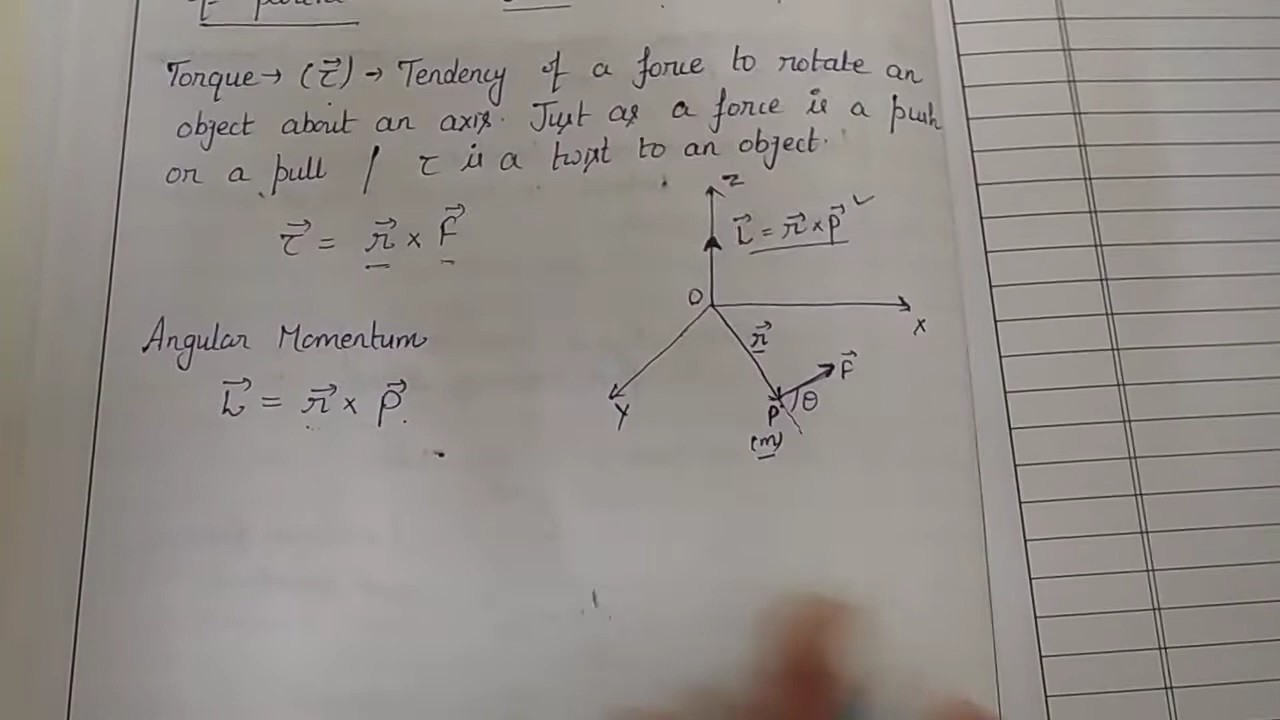 Torque → (τ⃗) → Tendency of a force to rotate an
object about an axis. Just as a force is a push
or a pull / τ is a twist to an object.
τ⃗ = r⃗ × F⃗
Z
L⃗ = r⃗ × p⃗ ✓
O
X
r⃗
Angular Momentum
F⃗
θ
L⃗ = r⃗ × p⃗.
Y
P
(m)